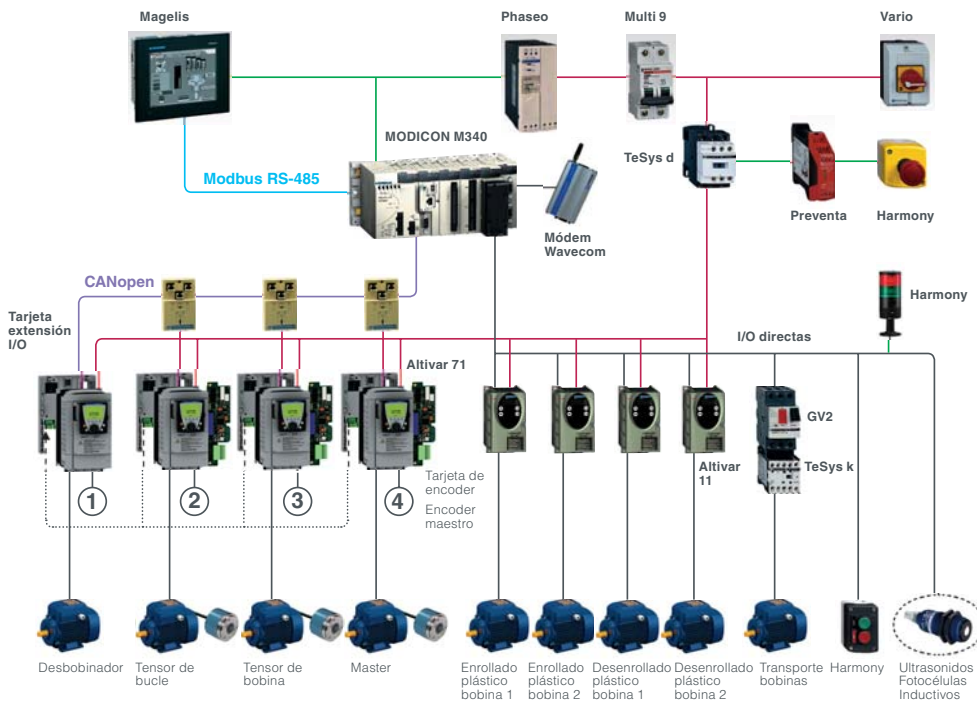 Magelis
Phaseo
Multi 9
Vario
MODICON M340
TeSys d
Modbus RS-485
Preventa
Harmony
Módem
Wavecom
CANopen
Harmony
Tarjeta
extensión
I/O
I/O directas
Altivar 71
GV2
Altivar
11
TeSys k
Tarjeta de
encoder
Encoder
maestro
1
2
3
4
Desbobinador
Tensor de
bucle
Tensor de
bobina
Master
Enrollado
plástico
bobina 1
Enrollado
plástico
bobina 2
Desenrollado
plástico
bobina 1
Desenrollado
plástico
bobina 2
Transporte
bobinas
Harmony
Ultrasonidos
Fotocélulas
Inductivos